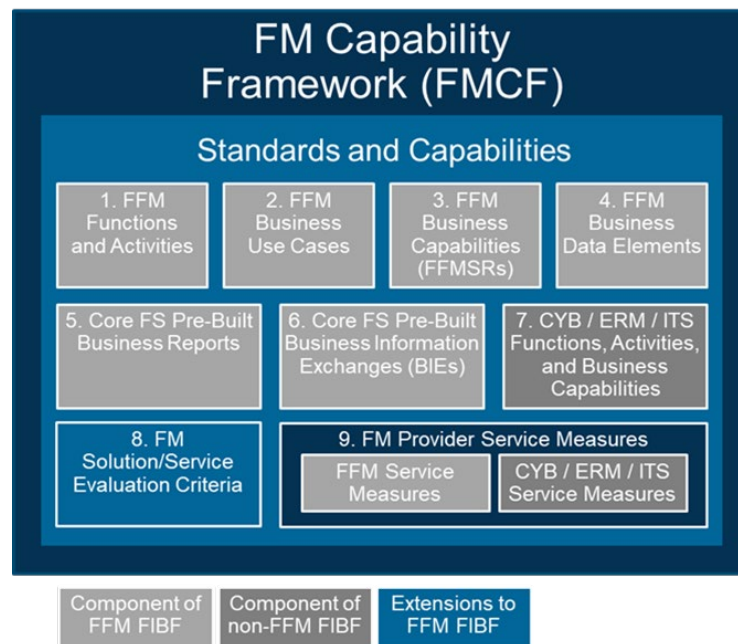 FM Capability
Framework (FMCF)
Standards and Capabilities
1. FFM
Functions
and Activities
2. FFM
Business
Use Cases
3. FFM
Business
Capabilities
(FFMSRs)
4. FFM
Business
Data Elements
5. Core FS Pre-Built
Business Reports
6. Core FS Pre-Built
Business Information
Exchanges (BIEs)
7. CYB / ERM / ITS
Functions, Activities,
and Business
Capabilities
8. FM
Solution/Service
Evaluation Criteria
9. FM Provider Service Measures
FFM Service
Measures
CYB / ERM / ITS
Service Measures
Component of
FFM FIBF
Component of
non-FFM FIBF
Extensions to
FFM FIBF